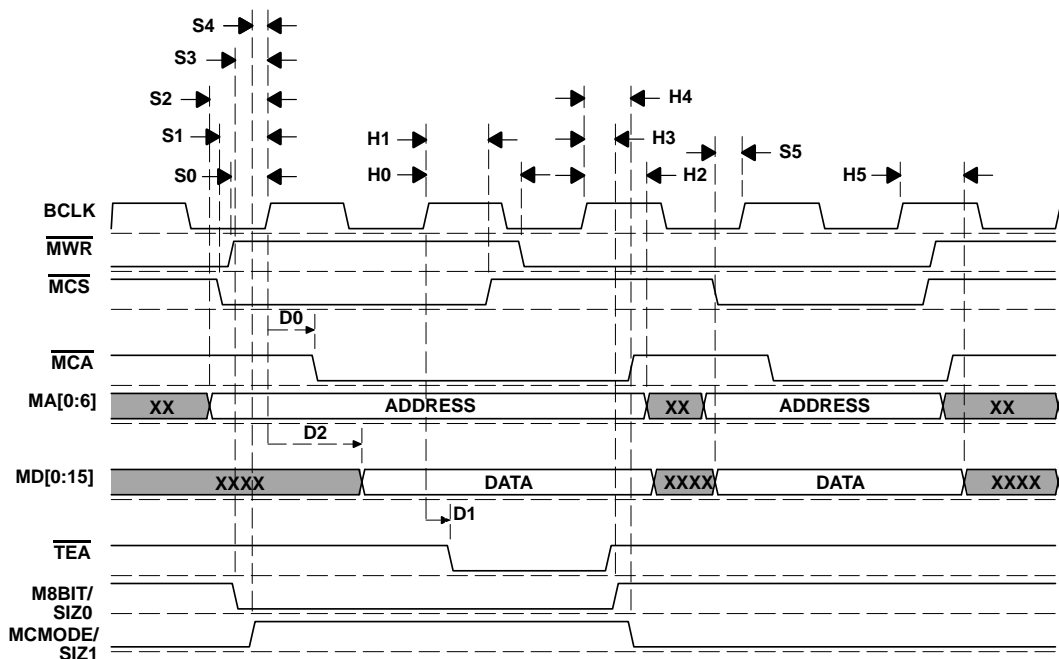 S4
S3
S2
H4
S1
H1
H3
S5
S0
H0
H2
H5
BCLK
MWR
MCS
D0
MCA
MA[0:6]
XX
ADDRESS
XX
ADDRESS
XX
D2
MD[0:15]
XXXX
DATA
XXXX
DATA
XXXX
D1
TEA
M8BIT/
SIZ0
MCMODE/
SIZ1